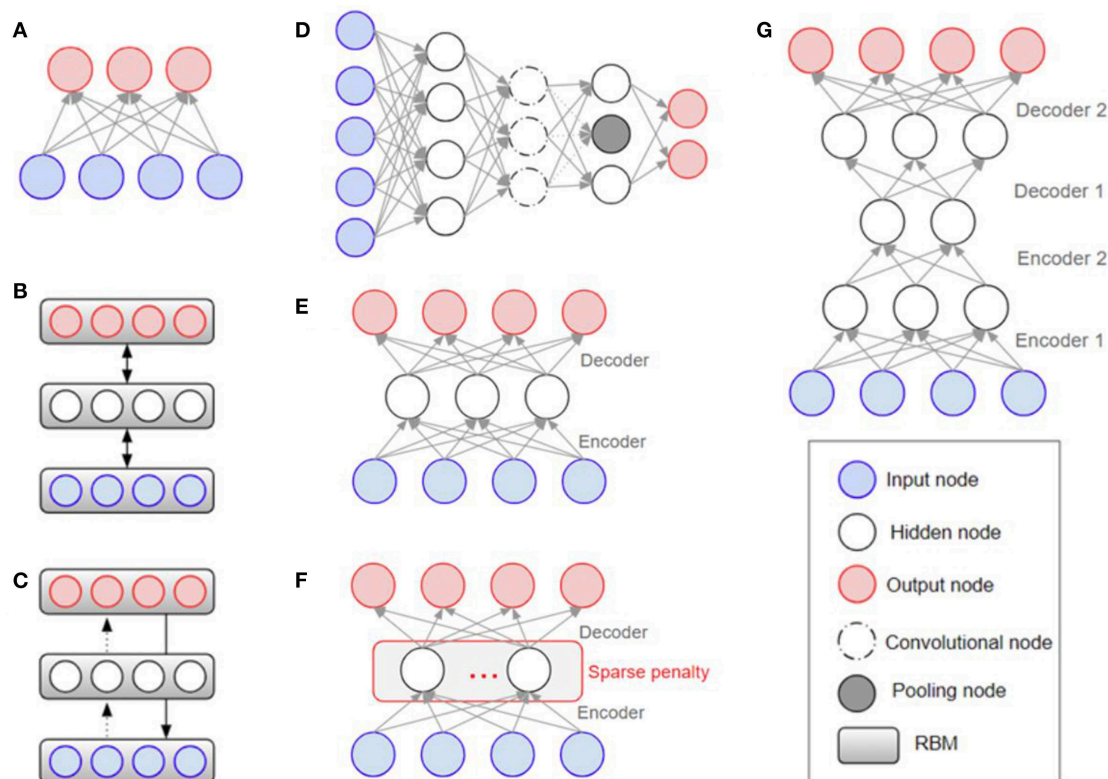 A
B
C
D
E
Decoder
Encoder
F
Decoder
Sparse penalty
Encoder
G
Decoder 2
Decoder 1
Encoder 2
Encoder 1
Input node
Hidden node
Output node
Convolutional node
Pooling node
RBM